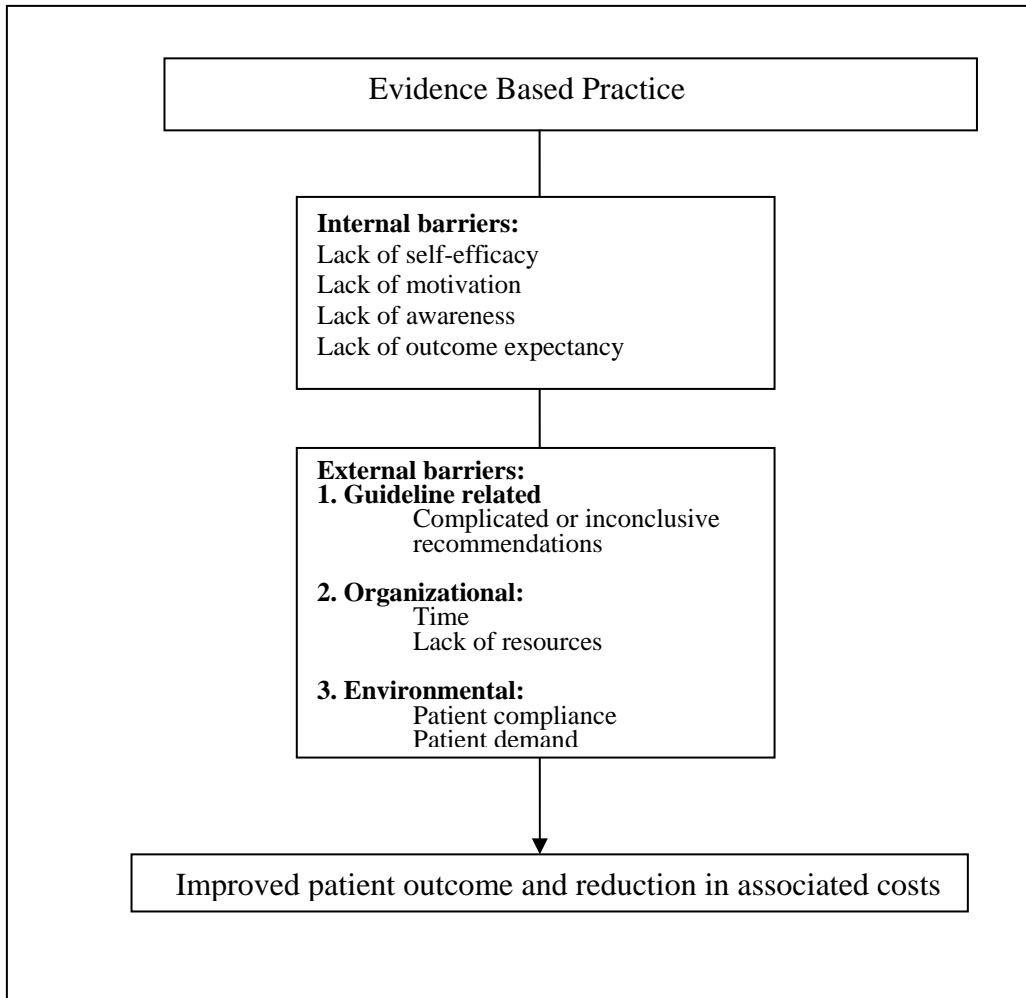 Evidence Based Practice
Internal barriers:
Lack of self-efficacy
Lack of motivation
Lack of awareness
Lack of outcome expectancy
External barriers:
1. Guideline related
Complicated or inconclusive
recommendations
2. Organizational:
Time
Lack of resources
3. Environmental:
Patient compliance
Patient demand
Improved patient outcome and reduction in associated costs